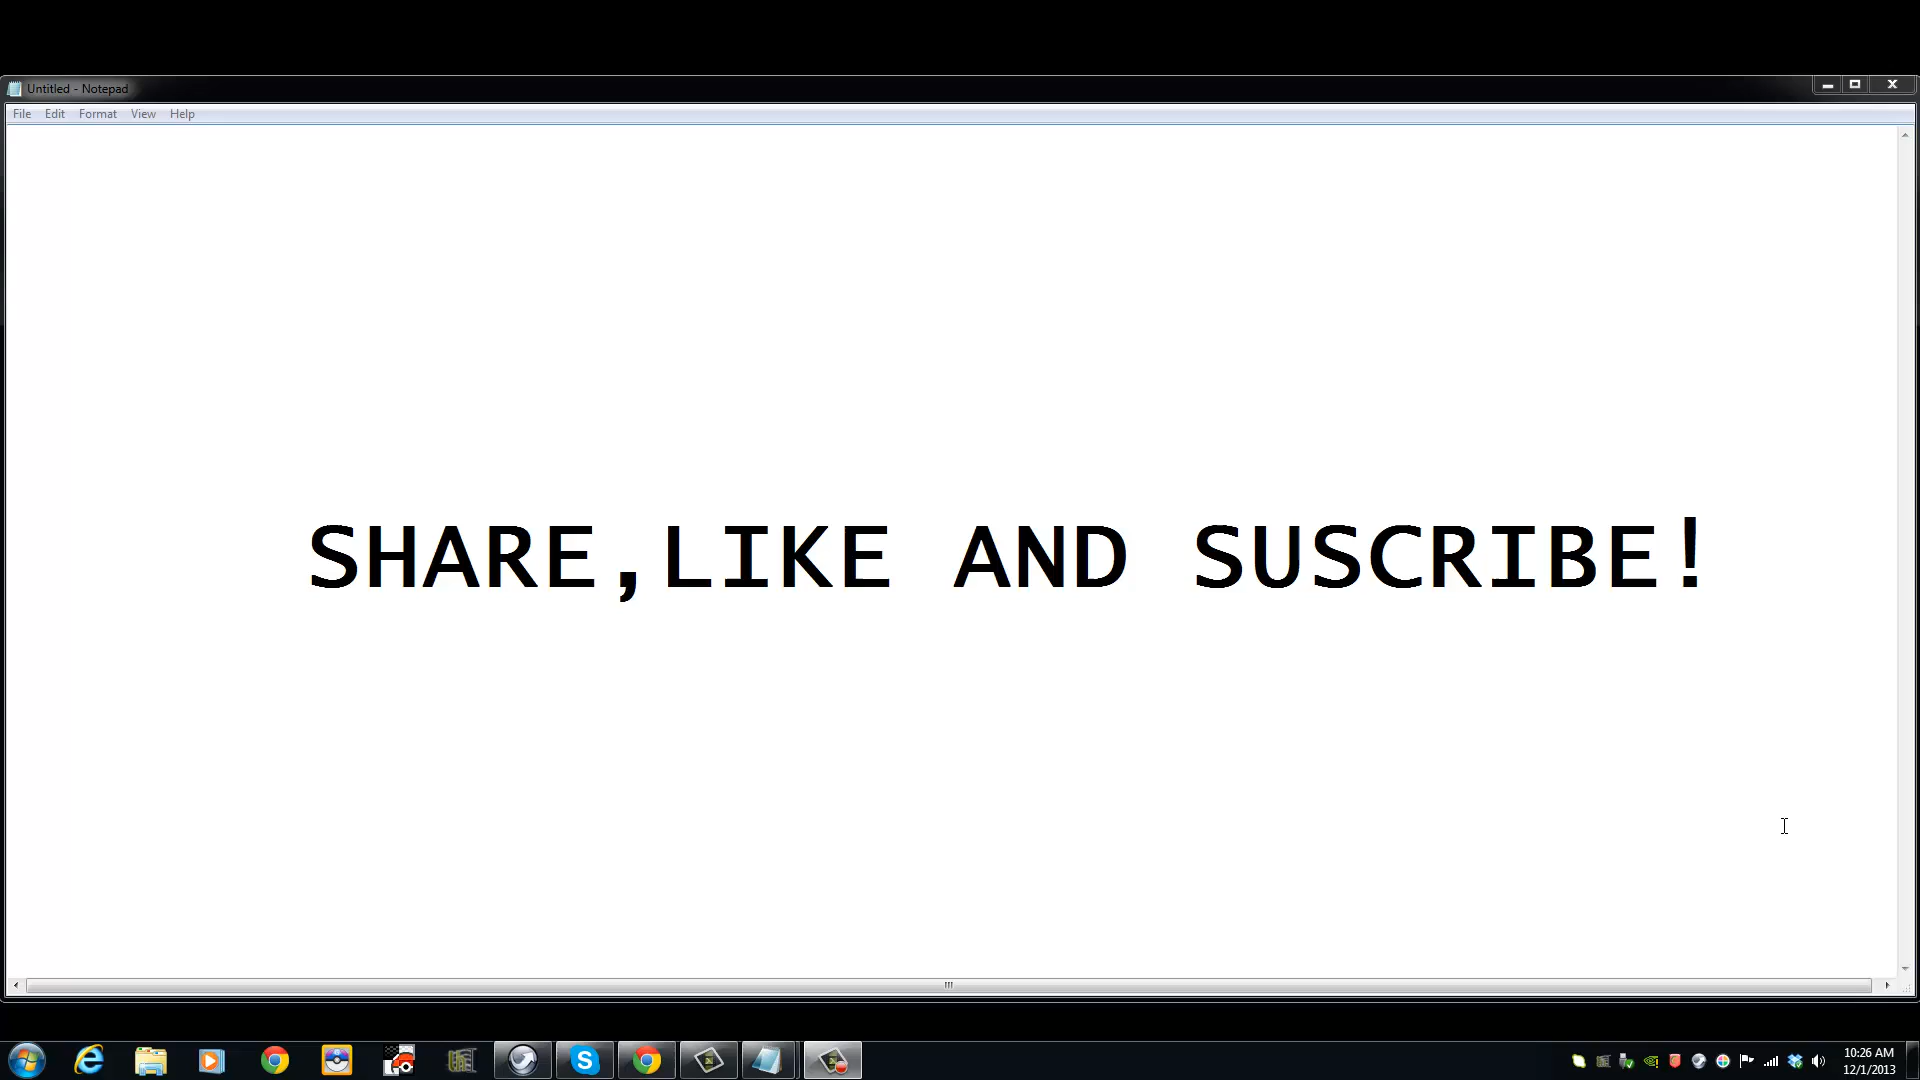 Untitled - Notepad
File Edit Format View Help
SHARE,LIKE AND SUSCRIBE!
10:26 AM
12/1/2013